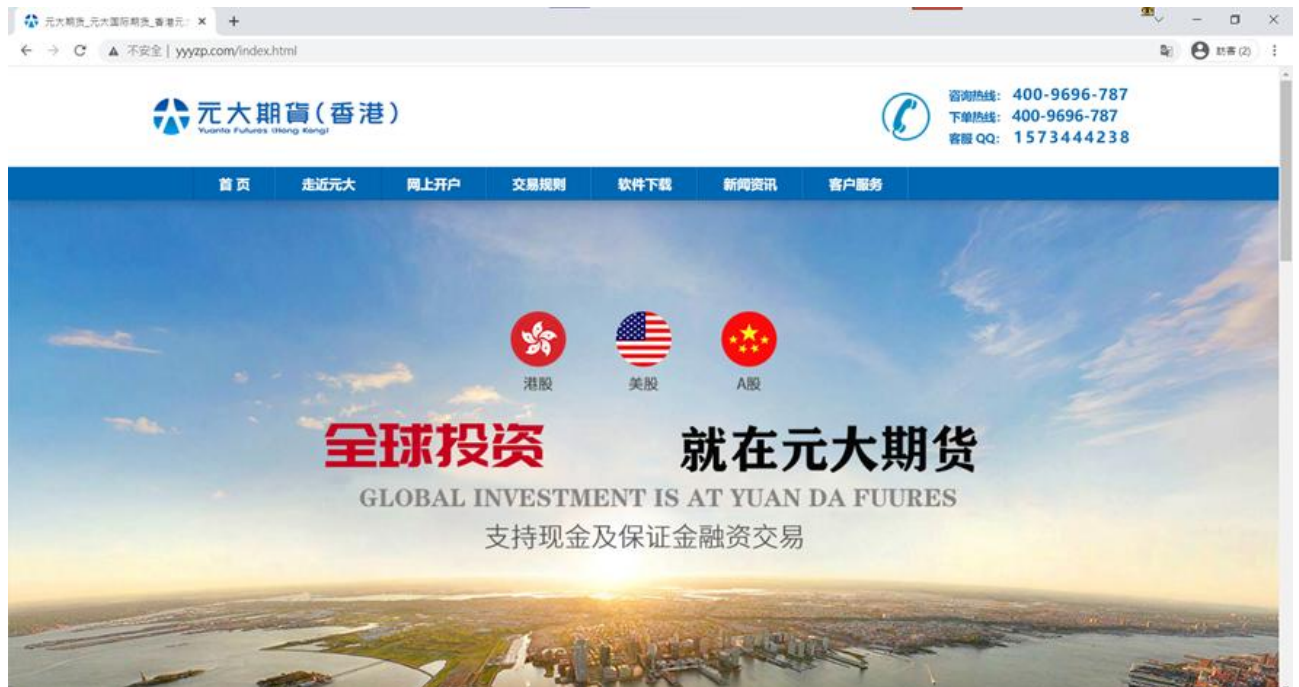 元大期货_元大国际期货_香港元大
不安全 | yyyzp.com/index.html
訪客 (2)
元大期貨(香港)
Yuanta Futures (Hong Kong)
咨询热线: 400-9696-787
下单热线: 400-9696-787
客服 QQ: 1573444238
首 页 走近元大 网上开户 交易规则 软件下载 新闻资讯 客户服务
港股 美股 A股
全球投资 就在元大期货
GLOBAL INVESTMENT IS AT YUAN DA FUURES
支持现金及保证金融资交易